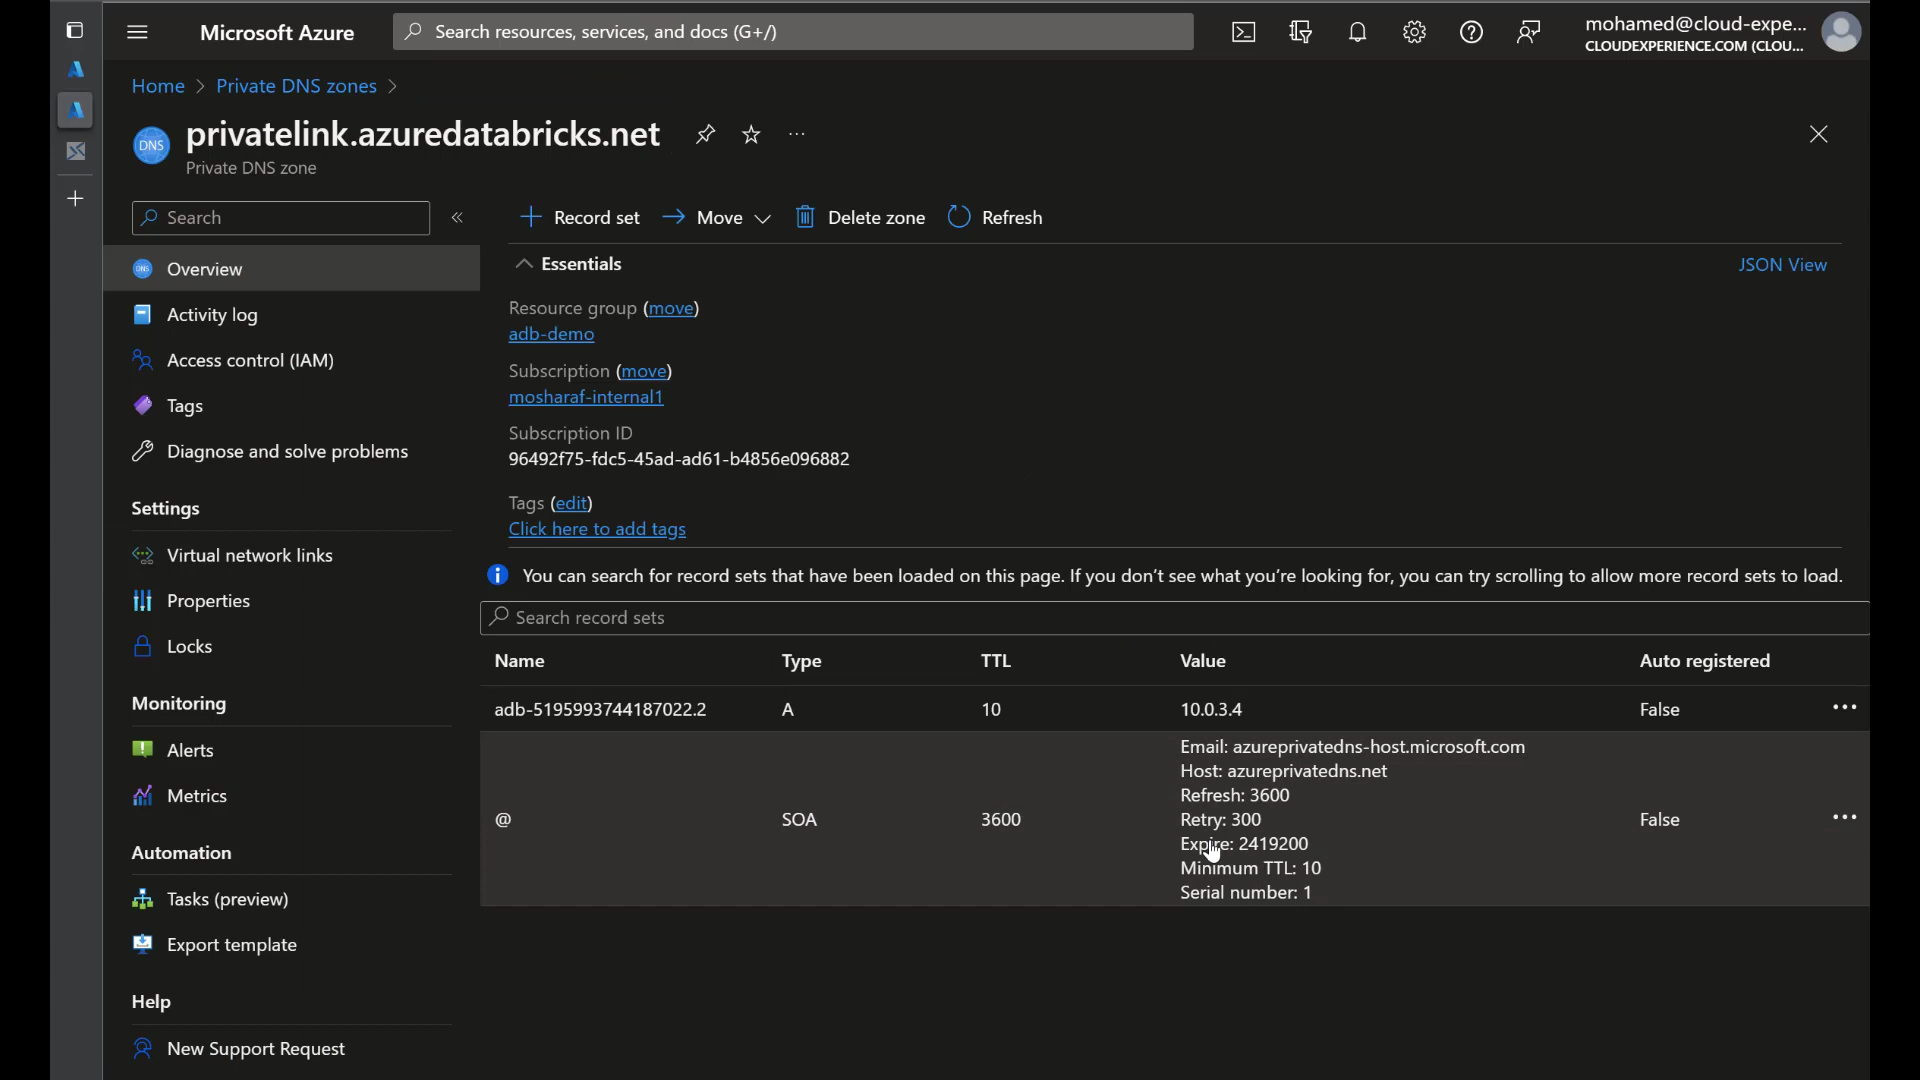 Microsoft Azure
Search resources, services, and docs (G+/)
mohamed@cloud-expe...
CLOUDEXPERIENCE.COM (CLOU...
Home > Private DNS zones >
DNS
privatelink.azuredatabricks.net
Private DNS zone
Search
«
Record set
Move
Delete zone
Refresh
Overview
Activity log
Access control (IAM)
Tags
Diagnose and solve problems
Settings
Virtual network links
Properties
Locks
Monitoring
Alerts
Metrics
Automation
Tasks (preview)
Export template
Help
New Support Request
Essentials
JSON View
Resource group (move)
adb-demo
Subscription (move)
mosharaf-internal1
Subscription ID
96492f75-fdc5-45ad-ad61-b4856e096882
Tags (edit)
Click here to add tags
You can search for record sets that have been loaded on this page. If you don't see what you're looking for, you can try scrolling to allow more record sets to load.
Search record sets
Name Type TTL Value Auto registered
adb-5195993744187022.2 A 10 10.0.3.4 False
@ SOA 3600
Email: azureprivatedns-host.microsoft.com
Host: azureprivatedns.net
Refresh: 3600
Retry: 300
Expire: 2419200
Minimum TTL: 10
Serial number: 1
False